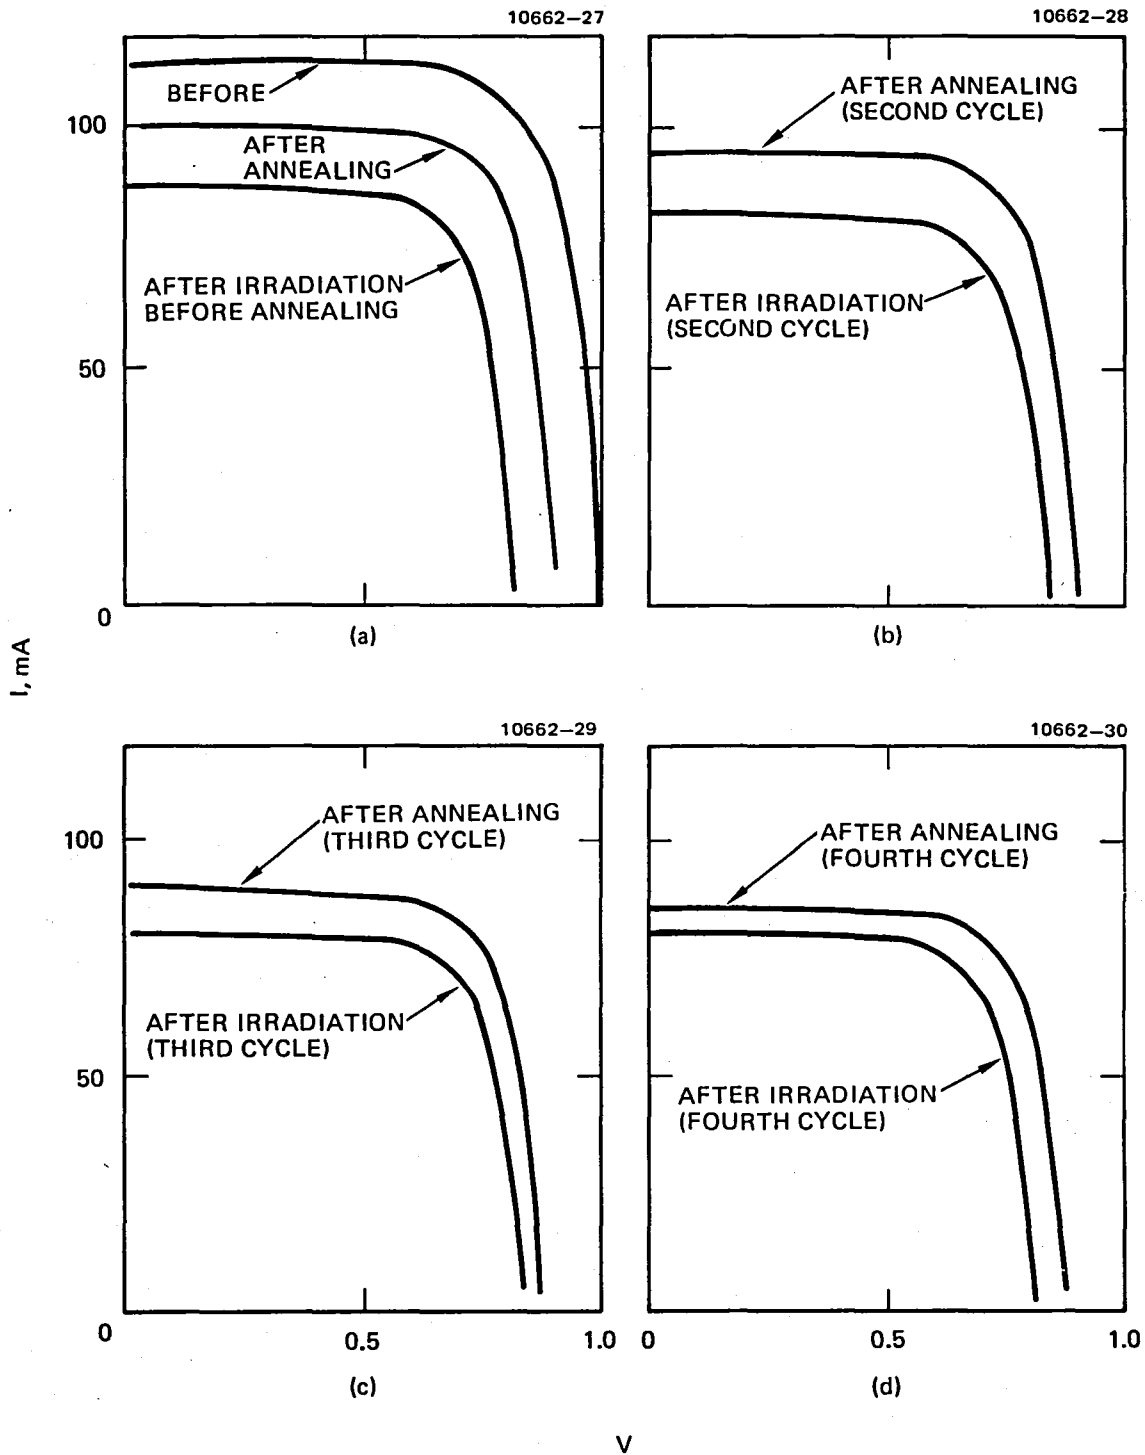 10662–27
BEFORE
100
AFTER
ANNEALING
AFTER IRRADIATION
BEFORE ANNEALING
50
0
(a)
10662–28
AFTER ANNEALING
(SECOND CYCLE)
AFTER IRRADIATION
(SECOND CYCLE)
(b)
I, mA
10662–29
AFTER ANNEALING
(THIRD CYCLE)
100
AFTER IRRADIATION
(THIRD CYCLE)
50
0
0.5
1.0
(c)
10662–30
AFTER ANNEALING
(FOURTH CYCLE)
AFTER IRRADIATION
(FOURTH CYCLE)
0
0.5
1.0
(d)
V